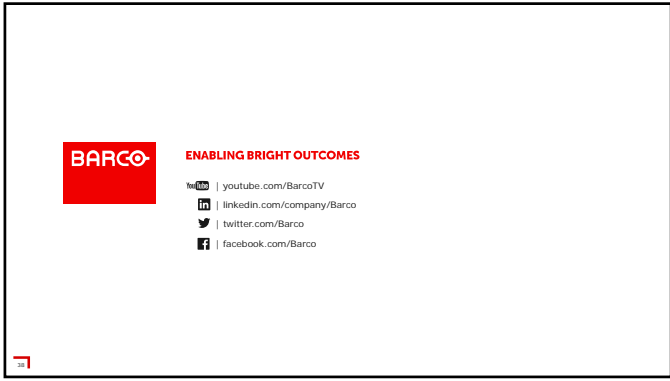 BARCO
ENABLING BRIGHT OUTCOMES
YouTube | youtube.com/BarcoTV
in | linkedin.com/company/Barco
| twitter.com/Barco
f | facebook.com/Barco
38